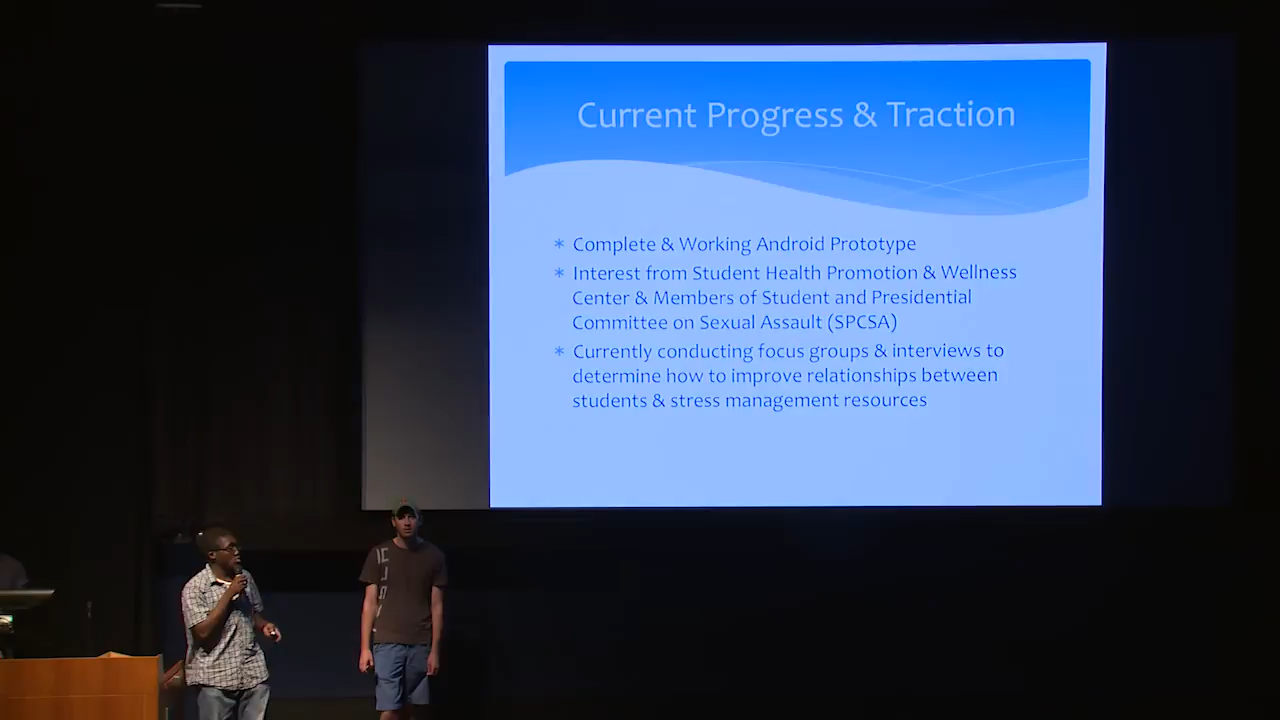 Current Progress & Traction
* Complete & Working Android Prototype
* Interest from Student Health Promotion & Wellness
Center & Members of Student and Presidential
Committee on Sexual Assault (SPCSA)
* Currently conducting focus groups & interviews to
determine how to improve relationships between
students & stress management resources